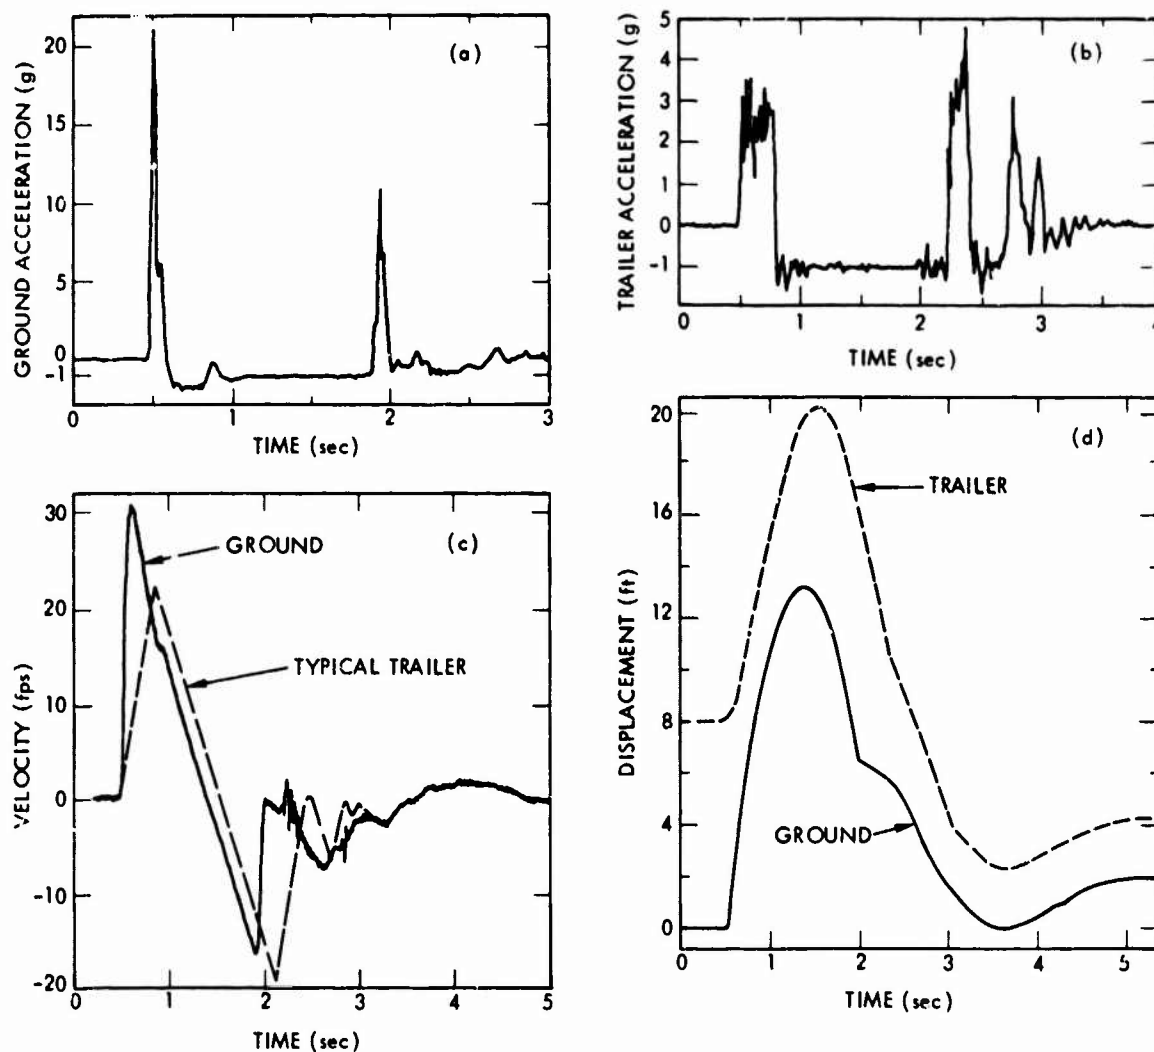 (a)
GROUND ACCELERATION (g)
20
15
10
5
0
-1
0 1 2 3
TIME (sec)
(b)
TRAILER ACCELERATION (g)
5
4
3
2
1
0
-1
0 1 2 3 4
TIME (sec)
(c)
VELOCITY (fps)
30
20
10
0
-10
-20
GROUND
TYPICAL TRAILER
0 1 2 3 4 5
TIME (sec)
(d)
DISPLACEMENT (ft)
20
16
12
8
4
0
TRAILER
GROUND
0 1 2 3 4 5
TIME (sec)